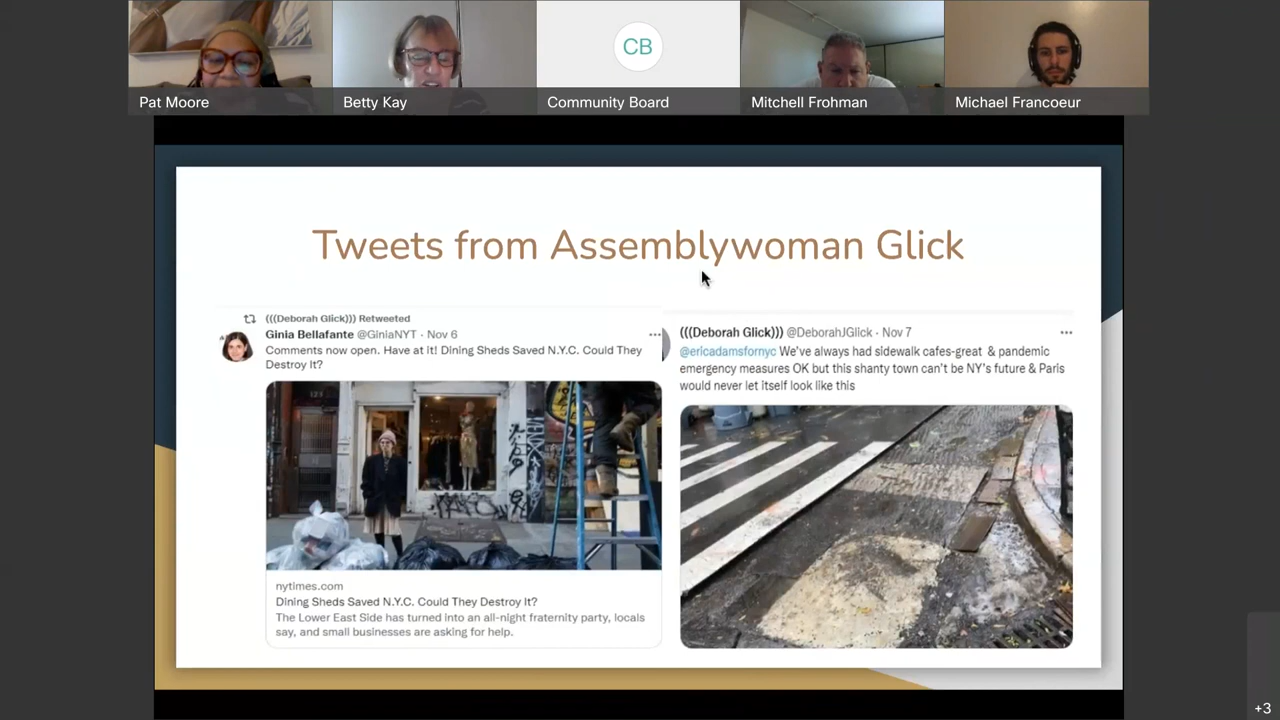 CB
Pat Moore
Betty Kay
Community Board
Mitchell Frohman
Michael Francoeur
Tweets from Assemblywoman Glick
(((Deborah Glick))) Retweeted
Ginia Bellafante @GiniaNYT · Nov 6
Comments now open. Have at it! Dining Sheds Saved N.Y.C. Could They
Destroy It?
nytimes.com
Dining Sheds Saved N.Y.C. Could They Destroy It?
The Lower East Side has turned into an all-night fraternity party, locals
say, and small businesses are asking for help.
(((Deborah Glick))) @DeborahJGlick · Nov 7
@ericadamsfornyc We've always had sidewalk cafes-great & pandemic
emergency measures OK but this shanty town can't be NY's future & Paris
would never let itself look like this
+3